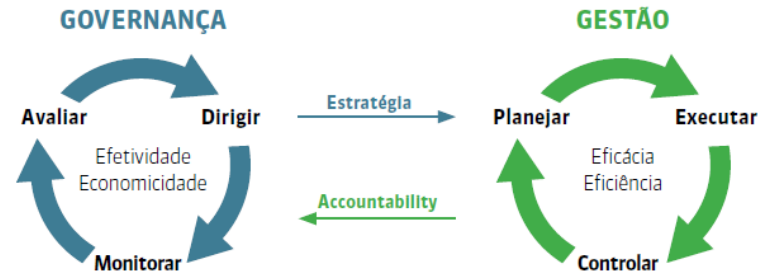 GOVERNANÇA
Avaliar
Dirigir
Efetividade
Economicidade
Monitorar
Estratégia
Accountability
GESTÃO
Planejar
Executar
Eficácia
Eficiência
Controlar